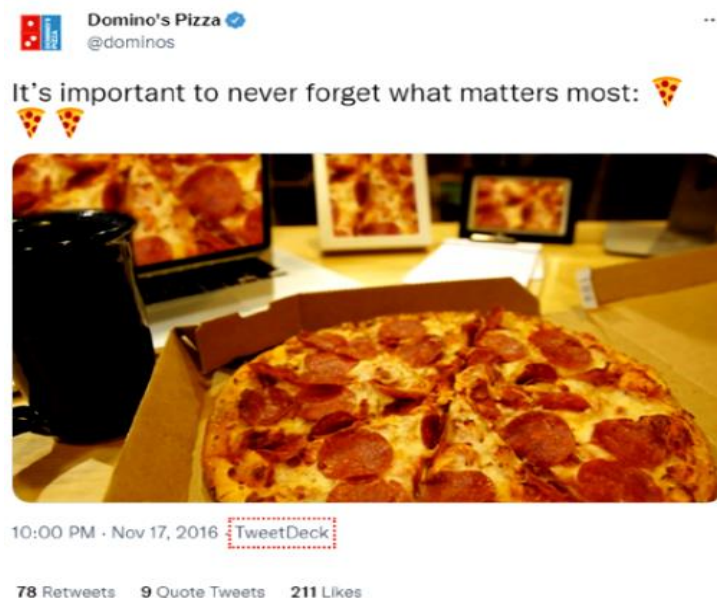 Domino's Pizza
@dominos
It's important to never forget what matters most: 🍕
🍕 🍕
10:00 PM · Nov 17, 2016 · TweetDeck
78 Retweets 9 Quote Tweets 211 Likes